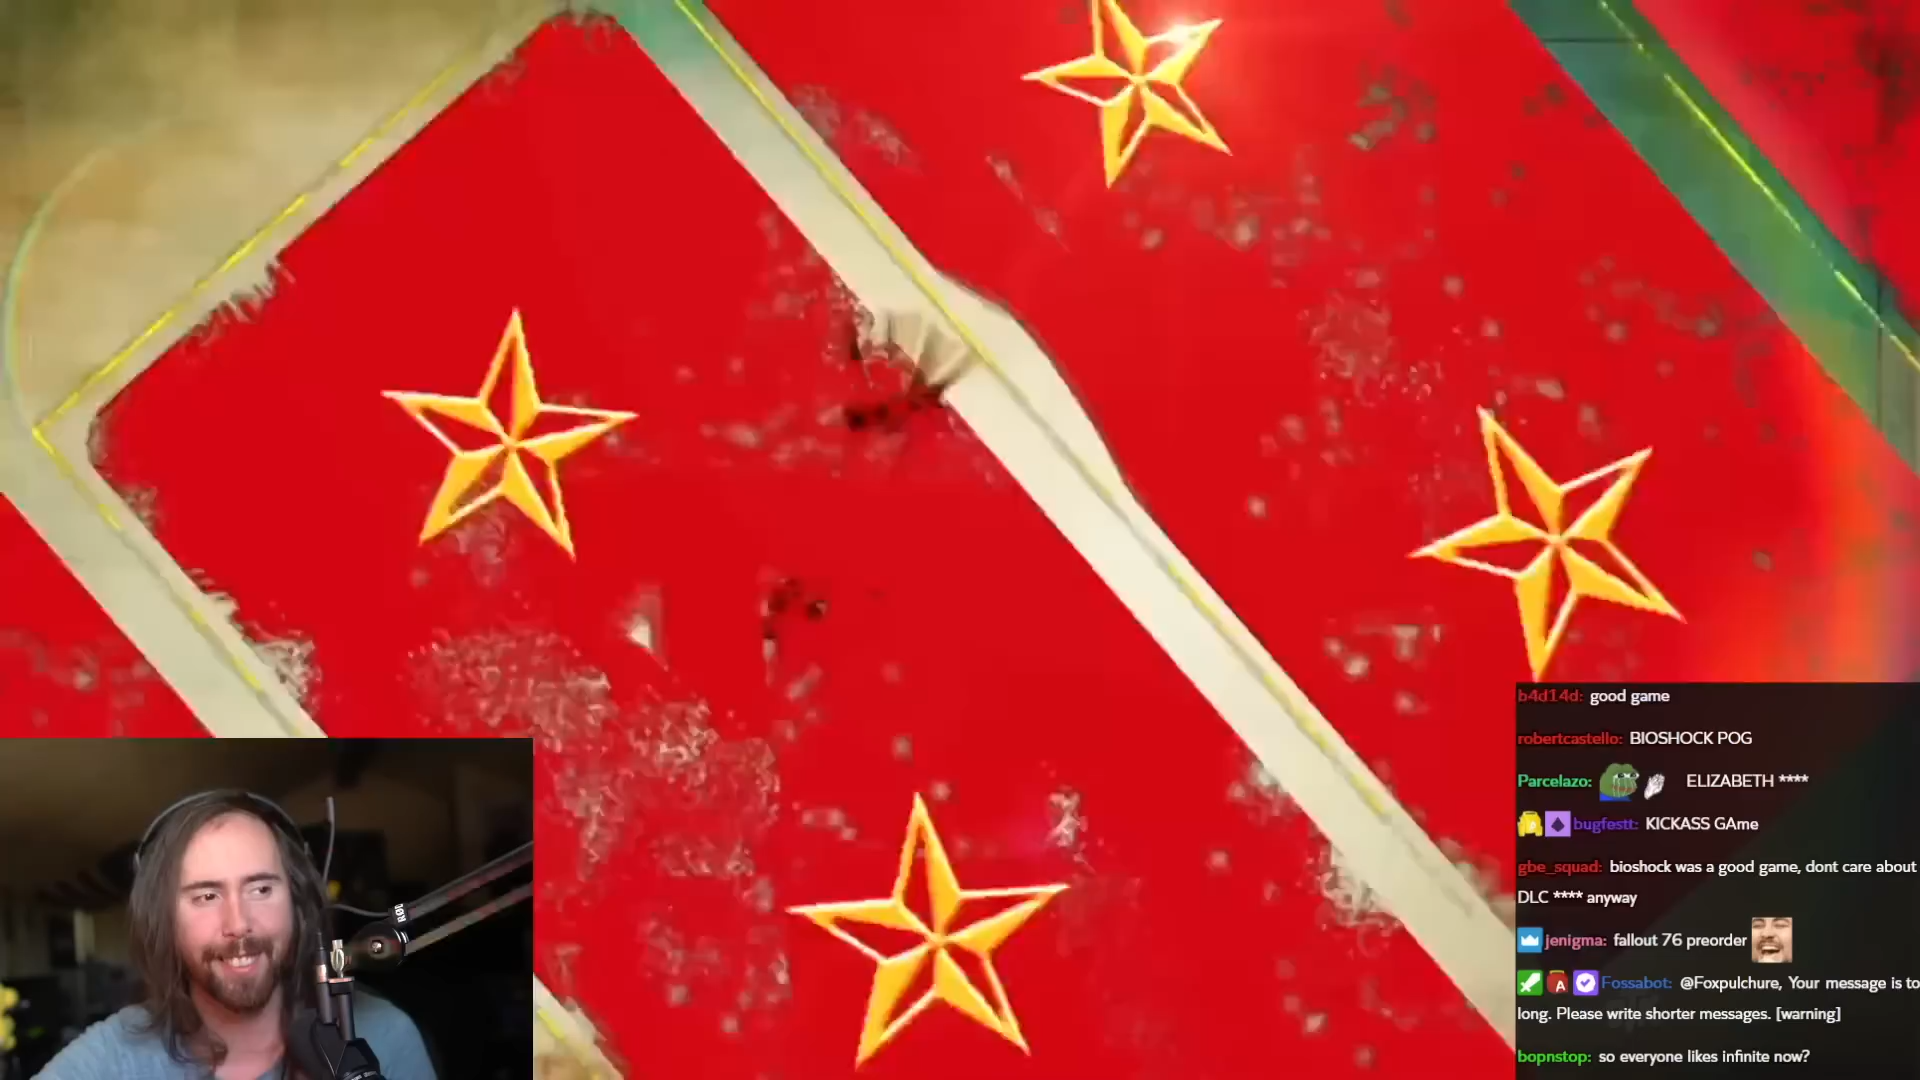 b4d14d: good game
robertcastello: BIOSHOCK POG
Parcelazo: ELIZABETH ****
bugfestt: KICKASS GAme
gbe_squad: bioshock was a good game, dont care about
DLC **** anyway
jenigma: fallout 76 preorder
Fossabot: @Foxpulchure, Your message is to
long. Please write shorter messages. [warning]
bopnstop: so everyone likes infinite now?